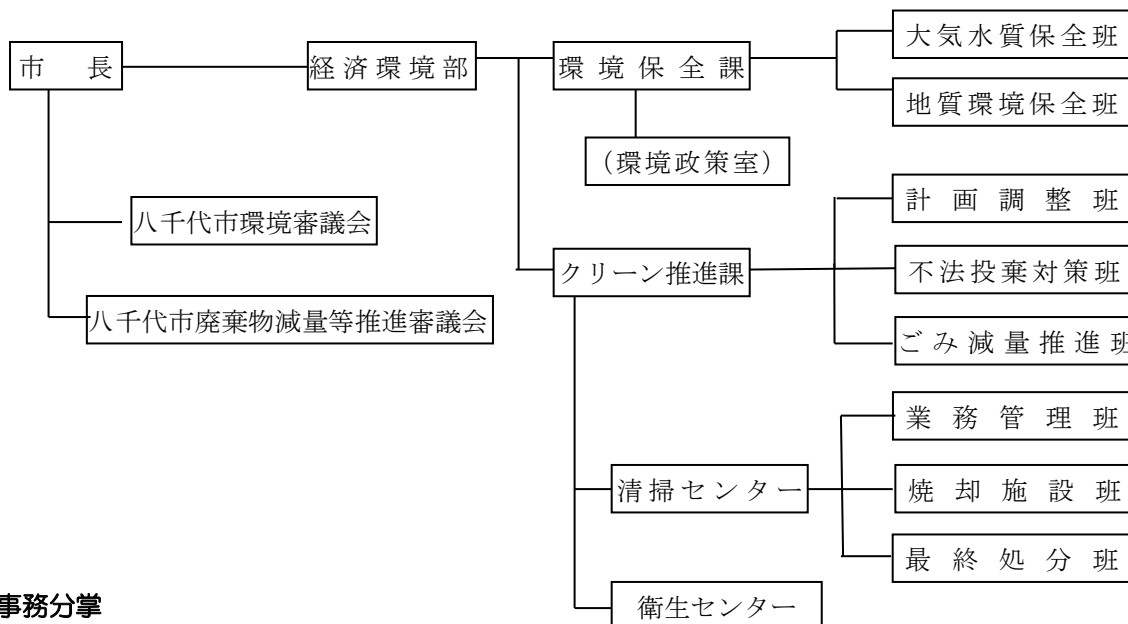 市長
経済環境部
環境保全課
大気水質保全班
地質環境保全班
(環境政策室)
八千代市環境審議会
八千代市廃棄物減量等推進審議会
クリーン推進課
計画調整班
不法投棄対策班
ごみ減量推進班
清掃センター
業務管理班
焼却施設班
最終処分班
衛生センター
事務分掌